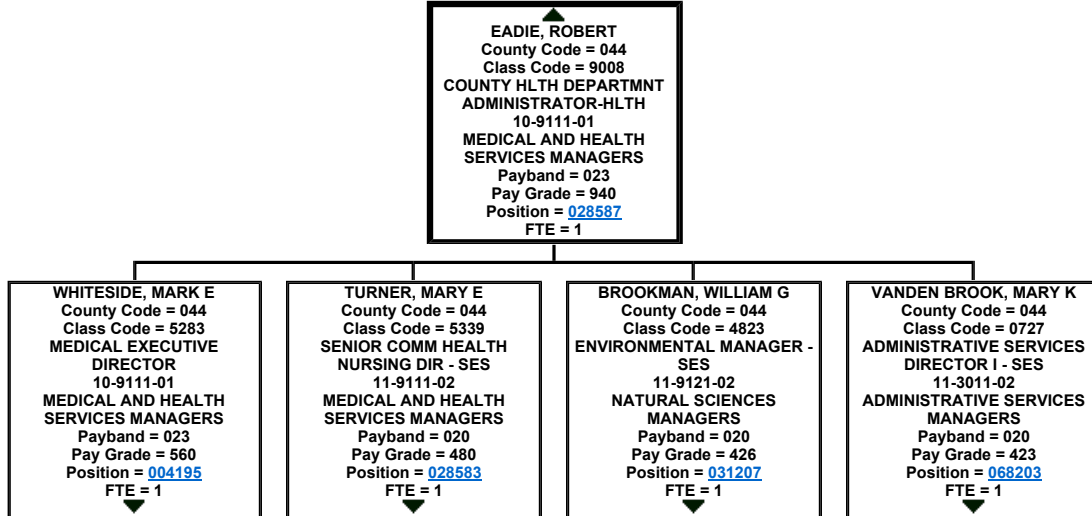 EADIE, ROBERT
County Code = 044
Class Code = 9008
COUNTY HLTH DEPARTMNT
ADMINISTRATOR-HLTH
10-9111-01
MEDICAL AND HEALTH
SERVICES MANAGERS
Payband = 023
Pay Grade = 940
Position = 028587
FTE = 1
WHITESIDE, MARK E
County Code = 044
Class Code = 5283
MEDICAL EXECUTIVE
DIRECTOR
10-9111-01
MEDICAL AND HEALTH
SERVICES MANAGERS
Payband = 023
Pay Grade = 560
Position = 004195
FTE = 1
TURNER, MARY E
County Code = 044
Class Code = 5339
SENIOR COMM HEALTH
NURSING DIR - SES
11-9111-02
MEDICAL AND HEALTH
SERVICES MANAGERS
Payband = 020
Pay Grade = 480
Position = 028583
FTE = 1
BROOKMAN, WILLIAM G
County Code = 044
Class Code = 4823
ENVIRONMENTAL MANAGER -
SES
11-9121-02
NATURAL SCIENCES
MANAGERS
Payband = 020
Pay Grade = 426
Position = 031207
FTE = 1
VANDEN BROOK, MARY K
County Code = 044
Class Code = 0727
ADMINISTRATIVE SERVICES
DIRECTOR I - SES
11-3011-02
ADMINISTRATIVE SERVICES
MANAGERS
Payband = 020
Pay Grade = 423
Position = 068203
FTE = 1